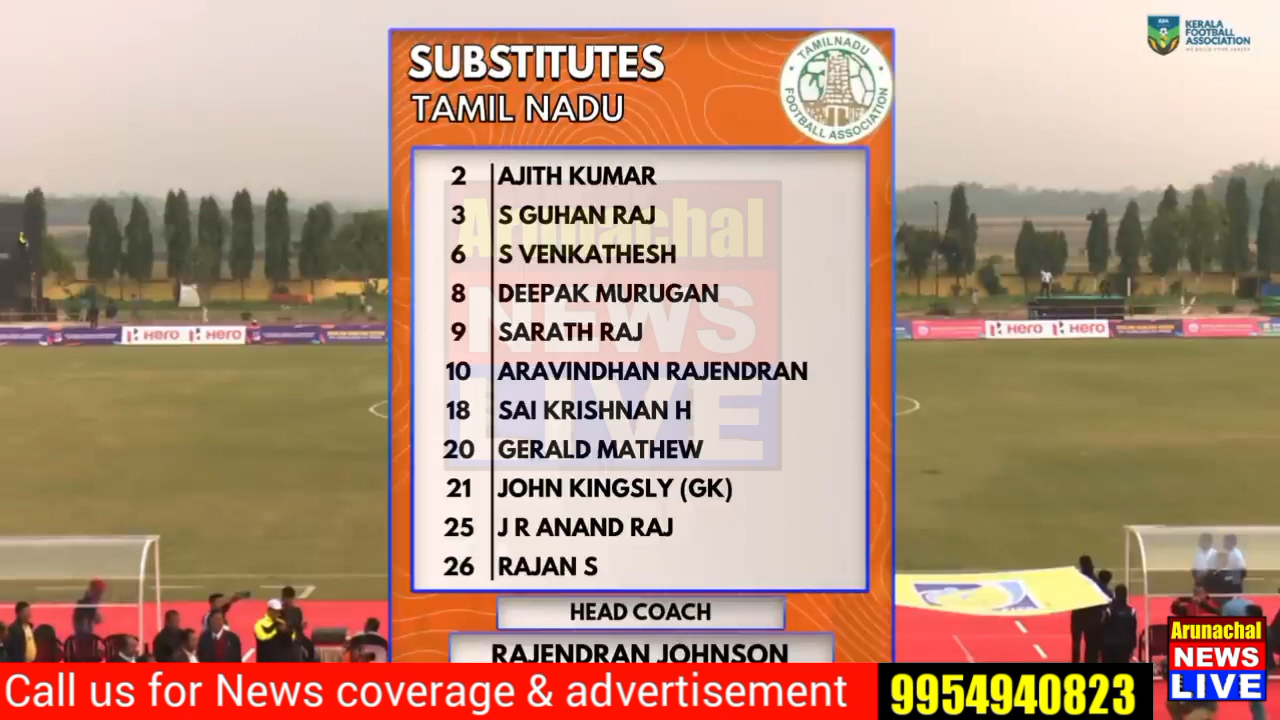 SUBSTITUTES
TAMIL NADU
TAMILNADU
FOOTBALL ASSOCIATION
KERALA
FOOTBALL
ASSOCIATION
2 AJITH KUMAR
3 S GUHAN RAJ
6 S VENKATHESH
8 DEEPAK MURUGAN
9 SARATH RAJ
10 ARAVINDHAN RAJENDRAN
18 SAI KRISHNAN H
20 GERALD MATHEW
21 JOHN KINGSLY (GK)
25 J R ANAND RAJ
26 RAJAN S
Arunachal
NEWS
LIVE
Hero Hero
Hero Hero
HEAD COACH
RAJENDRAN JOHNSON
Call us for News coverage & advertisement
9954940823
Arunachal
NEWS
LIVE